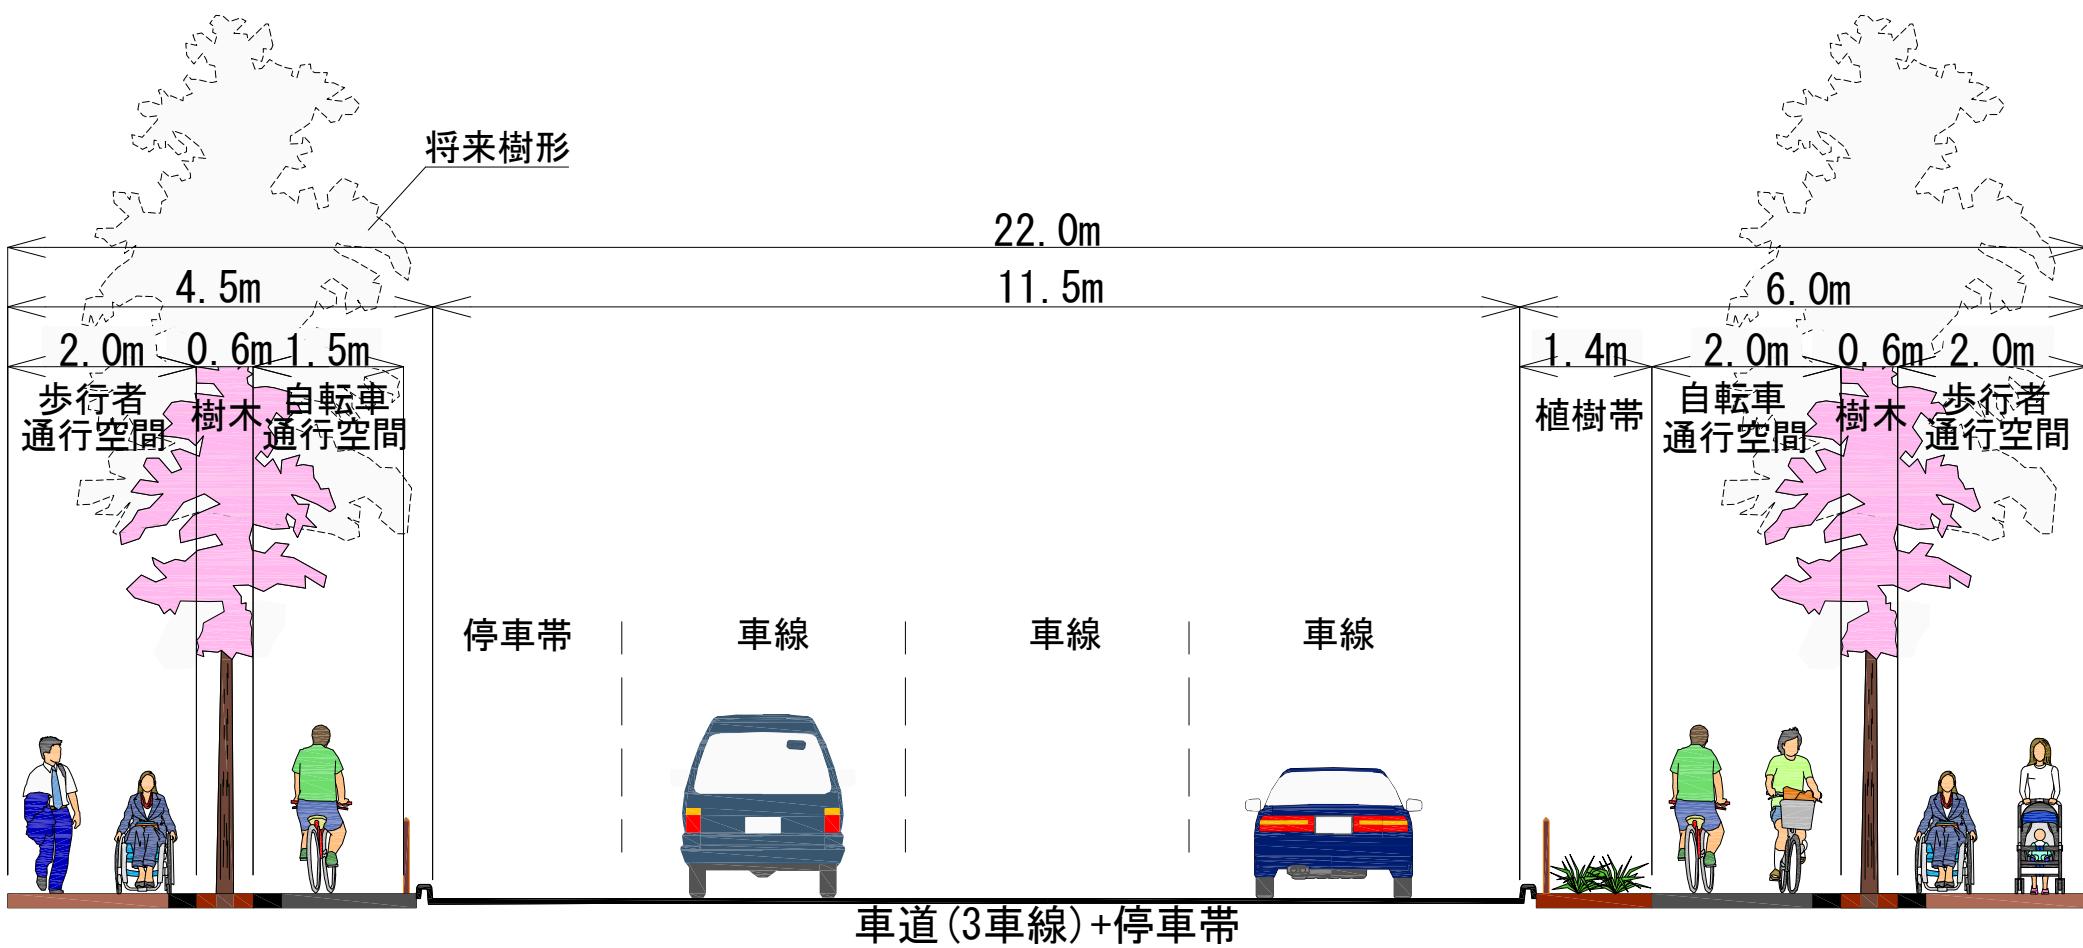 将来樹形
22.0m
4.5m
11.5m
6.0m
2.0m
0.6m
1.5m
1.4m
2.0m
0.6m
2.0m
歩行者
通行空間
樹木
自転車
通行空間
植樹帯
自転車
通行空間
樹木
歩行者
通行空間
停車帯
車線
車線
車線
車道(3車線)+停車帯